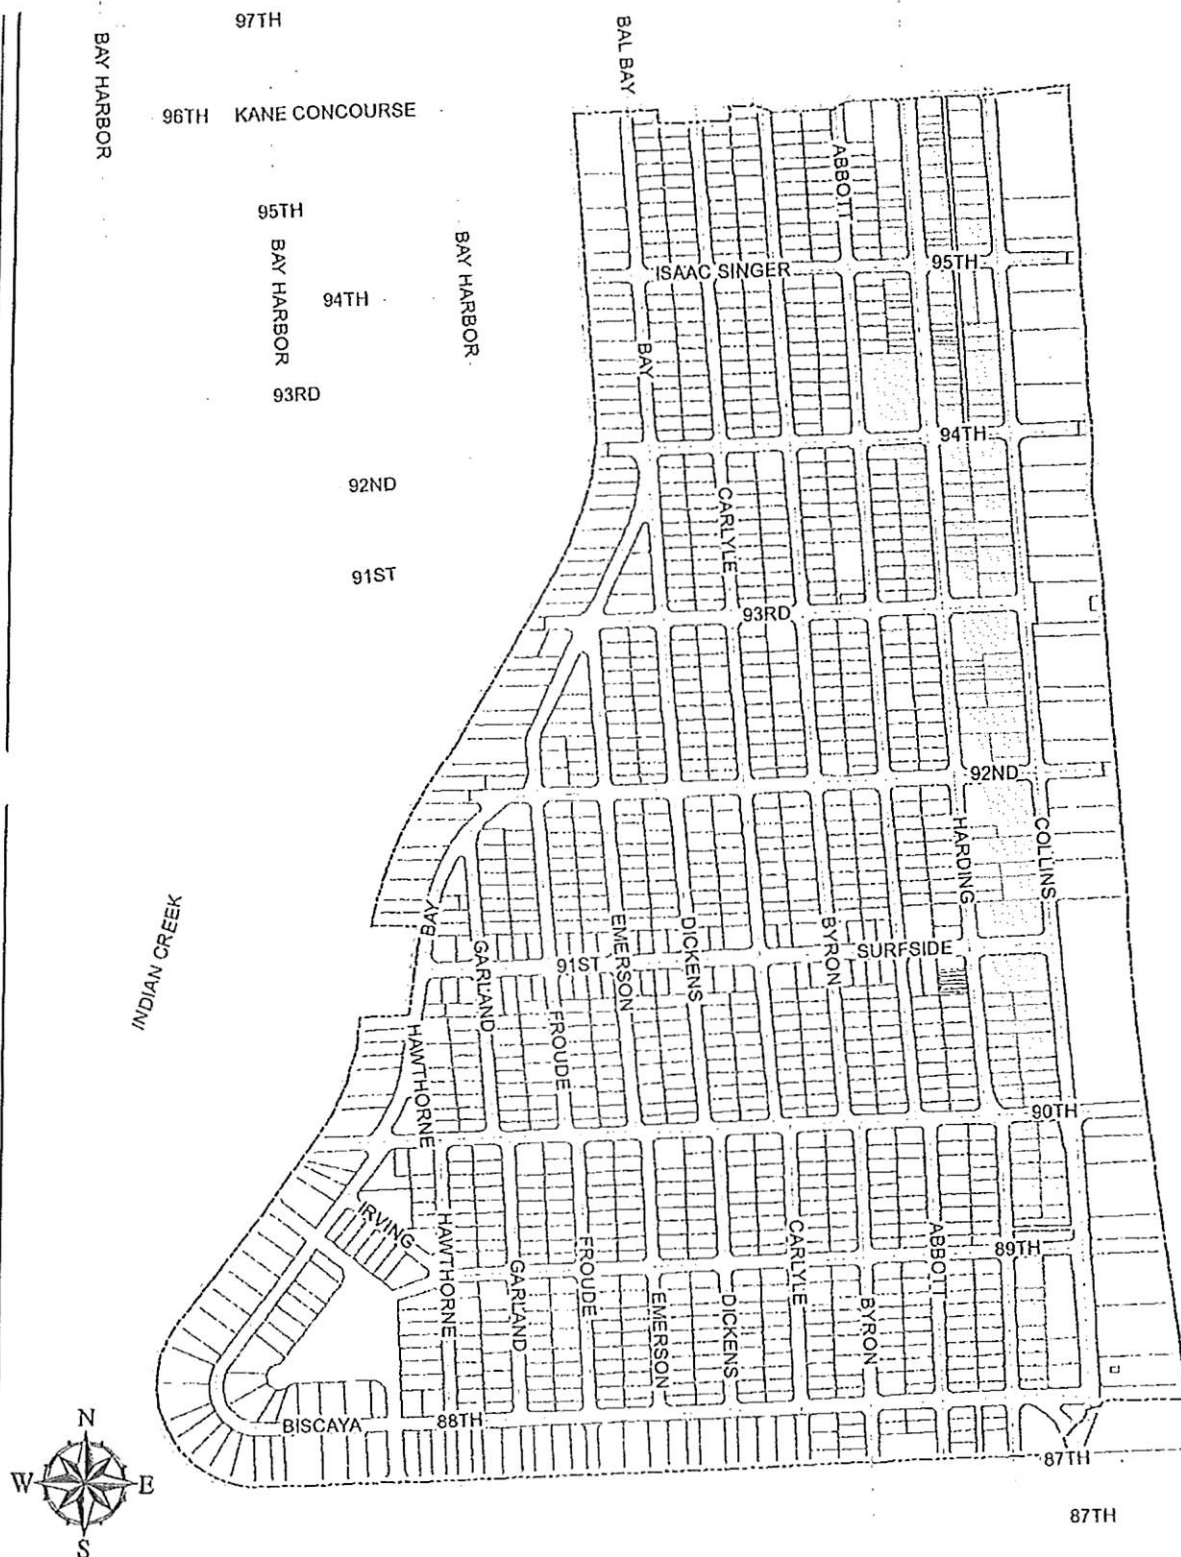 97TH
BAY HARBOR
BAL BAY
96TH KANE CONCOURSE
ABBOTT
95TH
BAY HARBOR
BAY HARBOR
94TH
ISAAC SINGER
95TH
BAY
93RD
94TH
92ND
CARLYLE
91ST
93RD
92ND
HARDING
COLLINS
INDIAN CREEK
BAY
GARLAND
91ST
EMERSON
DICKENS
BYRON
SURFSIDE
FROUDE
HAWTHORNE
90TH
IRVING
HAWTHORNE
GARLAND
FROUDE
EMERSON
DICKENS
CARLYLE
BYRON
ABBOTT
89TH
BISCAYA
88TH
87TH
87TH
N
W
E
S